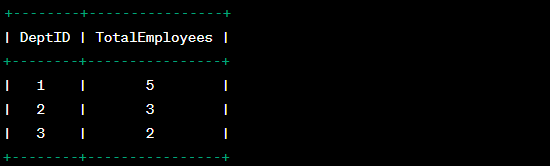 +--------+----------------+
| DeptID | TotalEmployees |
+--------+----------------+
|   1    |       5        |
|   2    |       3        |
|   3    |       2        |
+--------+----------------+